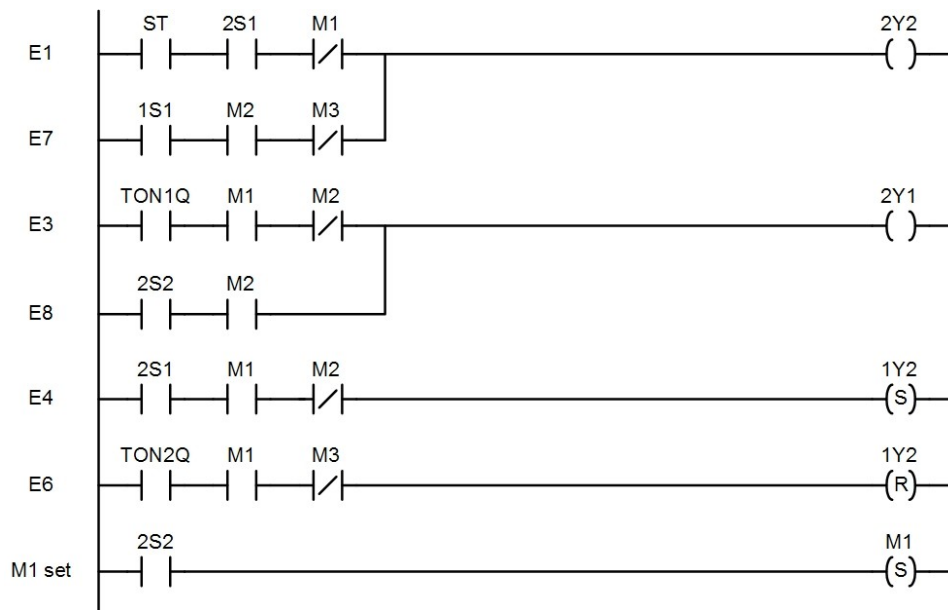 ST 2S1 M1 2Y2
E1
1S1 M2 M3
E7
TON1Q M1 M2 2Y1
E3
2S2 M2
E8
2S1 M1 M2 1Y2
E4 S
TON2Q M1 M3 1Y2
E6 R
2S2 M1
M1 set S